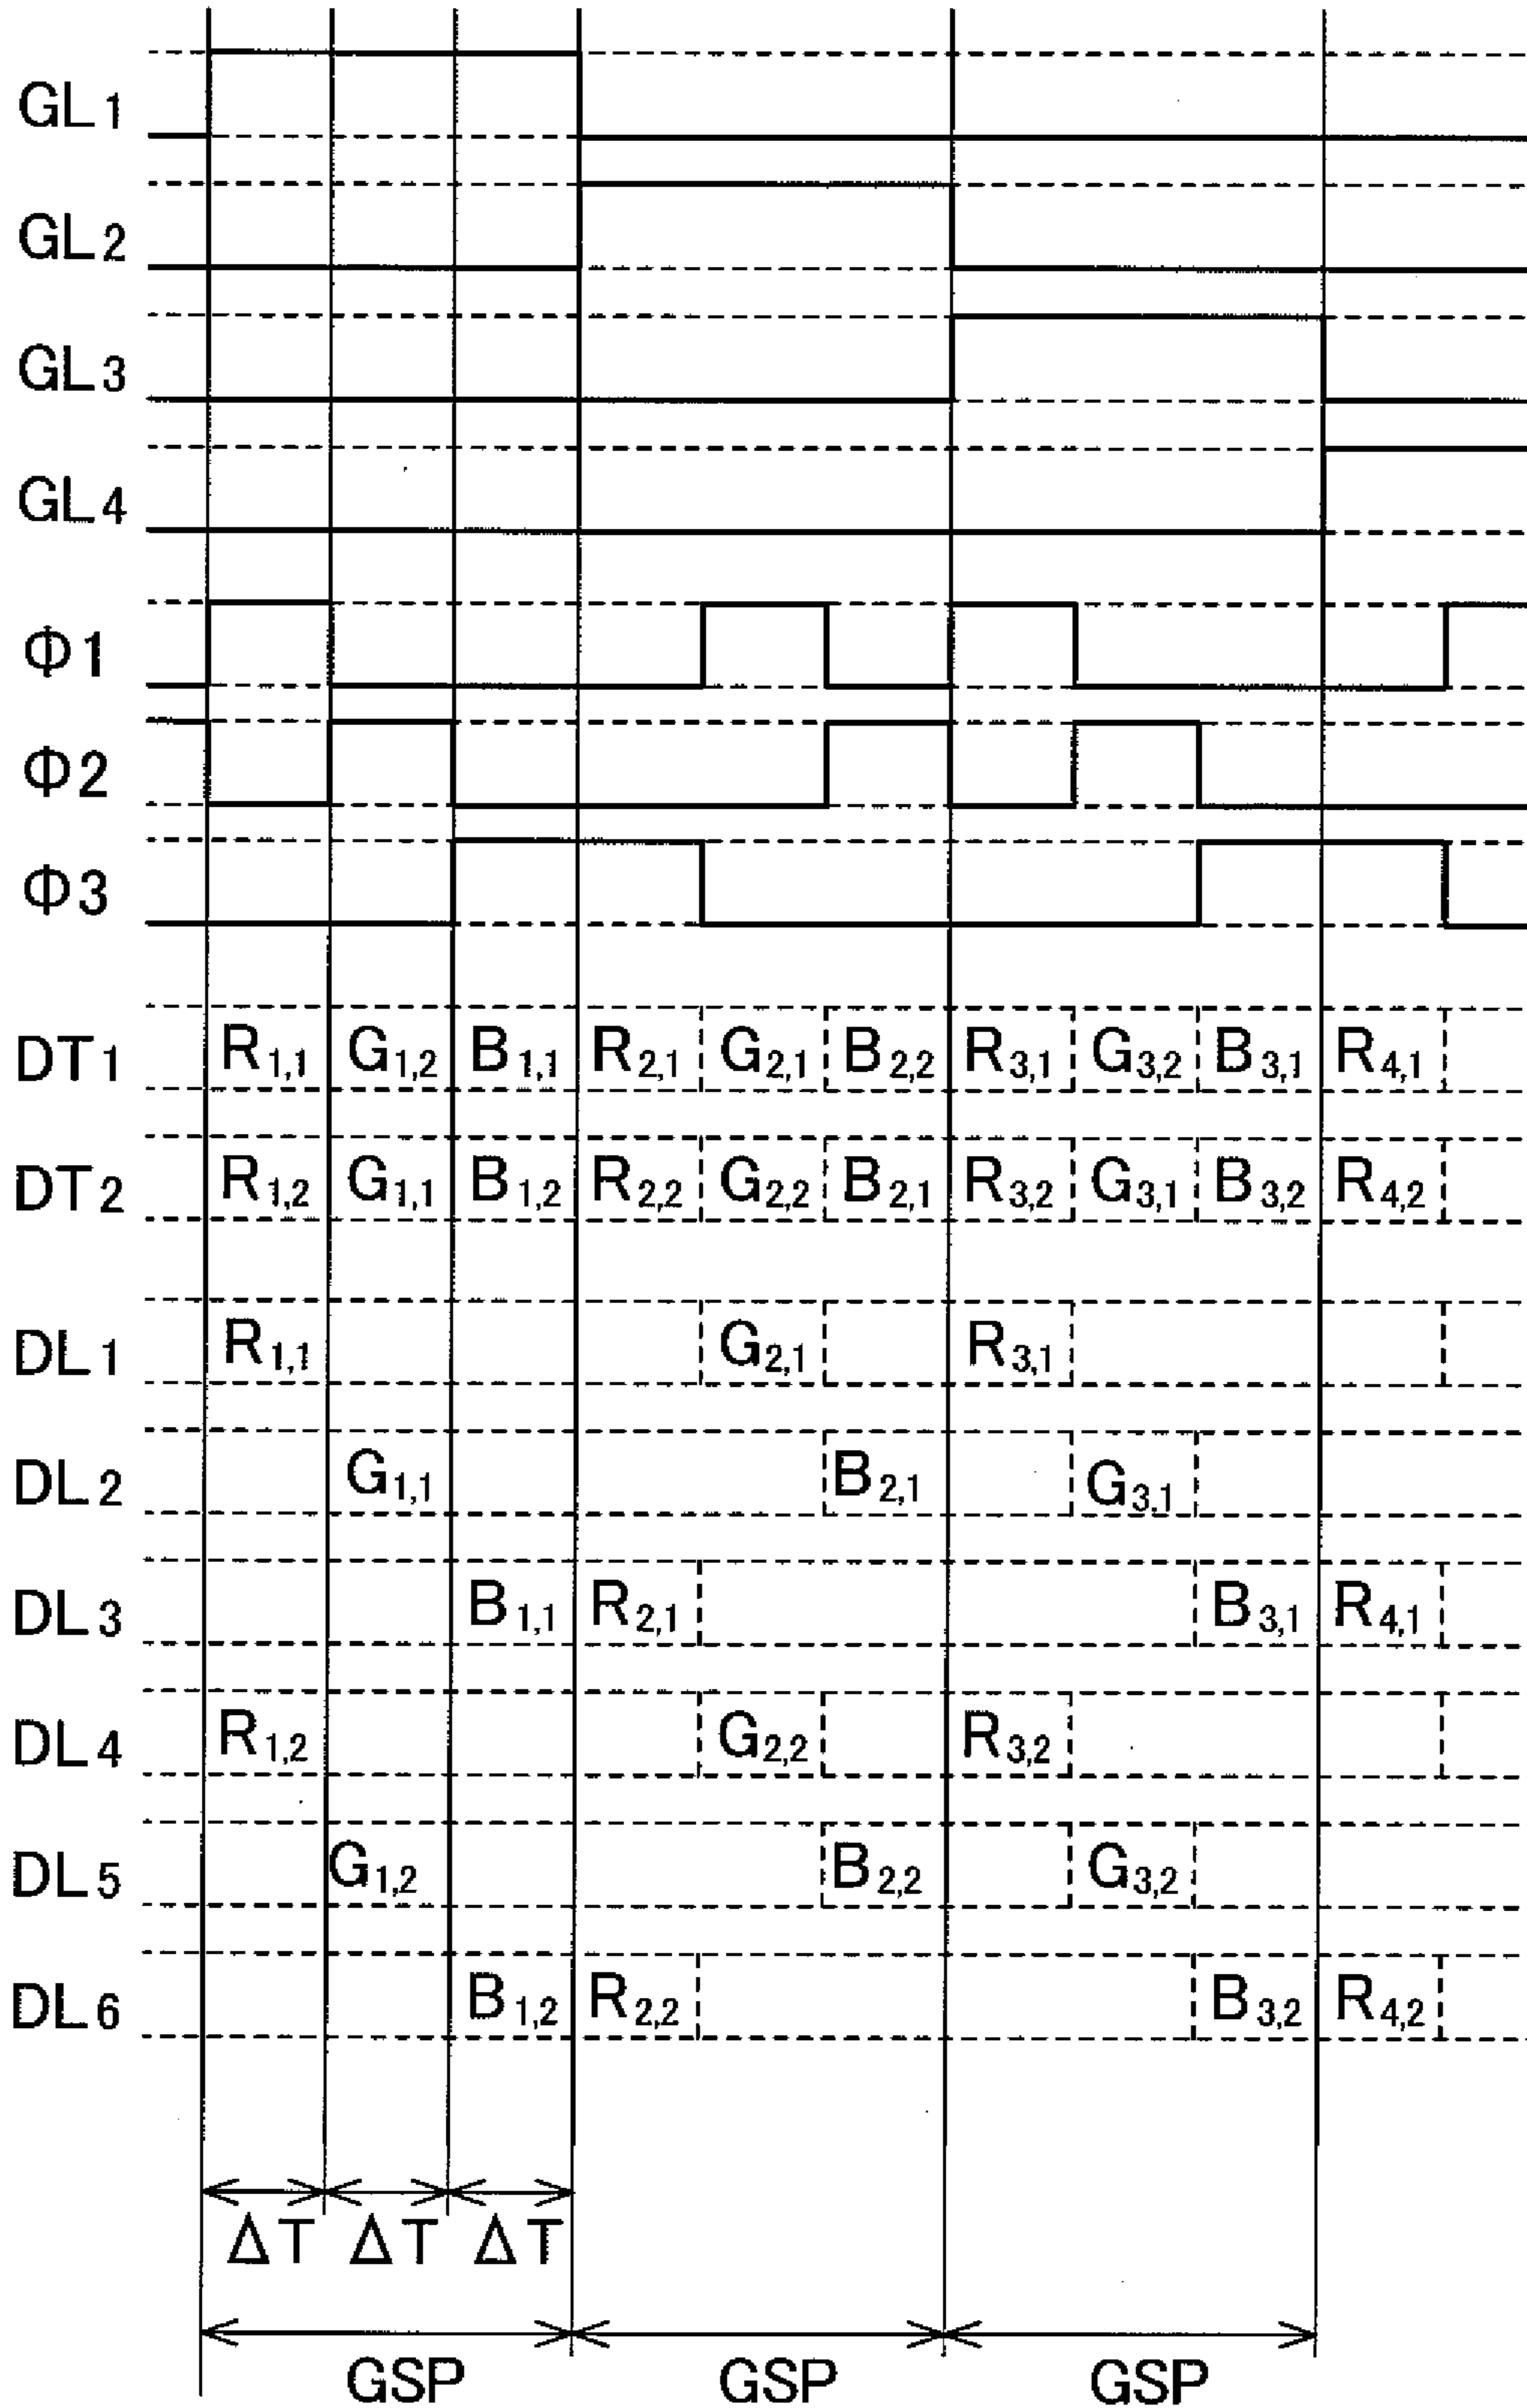 GL1
GL2
GL3
GL4
Φ1
Φ2
Φ3
DT1 R1,1 G1,2 B1,1 R2,1 G2,1 B2,2 R3,1 G3,2 B3,1 R4,1
DT2 R1,2 G1,1 B1,2 R2,2 G2,2 B2,1 R3,2 G3,1 B3,2 R4,2
DL1 R1,1 G2,1 R3,1
DL2 G1,1 B2,1 G3,1
DL3 B1,1 R2,1 B3,1 R4,1
DL4 R1,2 G2,2 R3,2
DL5 G1,2 B2,2 G3,2
DL6 B1,2 R2,2 B3,2 R4,2
ΔT ΔT ΔT
GSP GSP GSP